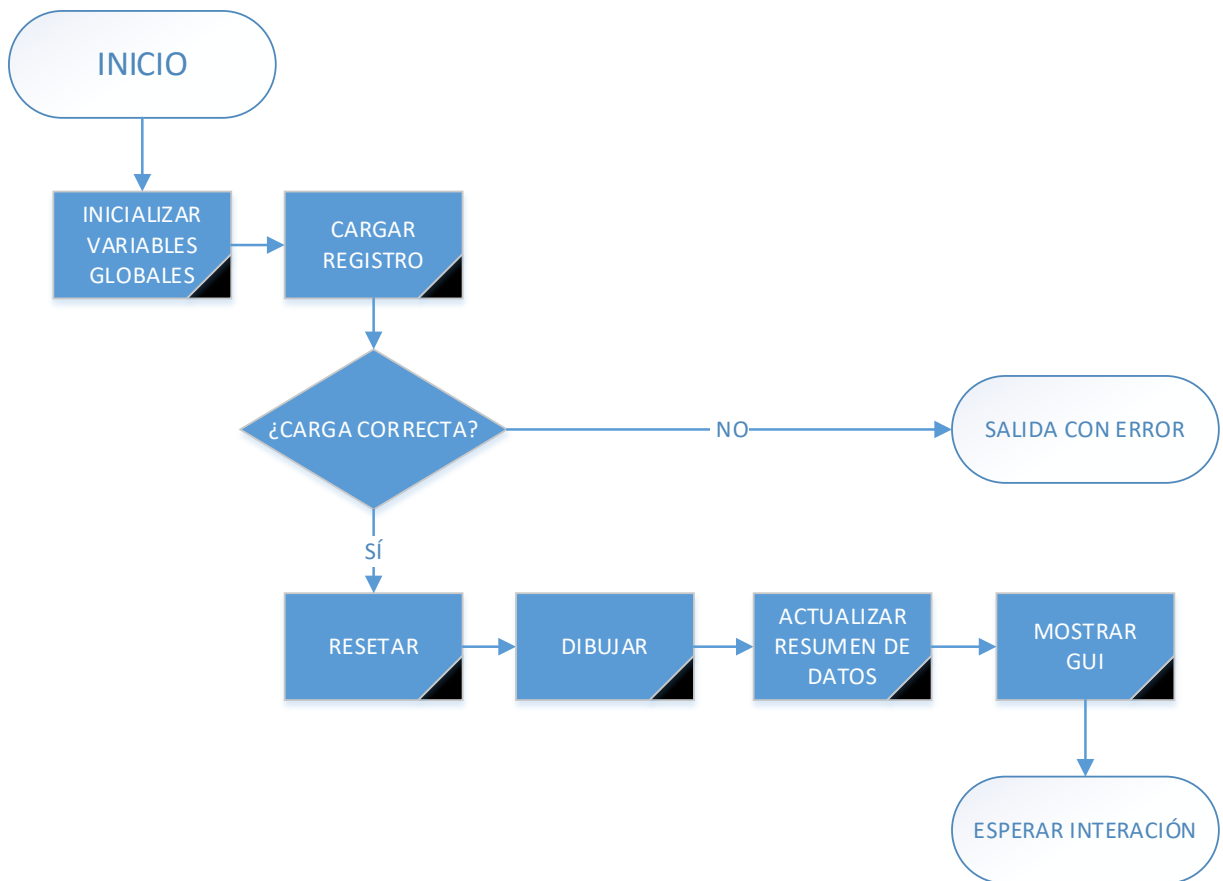 INICIO
INICIALIZAR
VARIABLES
GLOBALES
CARGAR
REGISTRO
¿CARGA CORRECTA?
NO
SALIDA CON ERROR
SÍ
RESETAR
DIBUJAR
ACTUALIZAR
RESUMEN DE
DATOS
MOSTRAR
GUI
ESPERAR INTERACIÓN